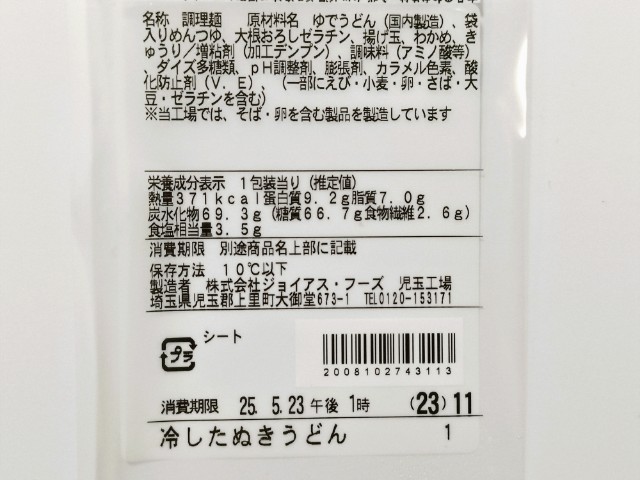 名称　調理麺　原材料名　ゆでうどん（国内製造）、袋
入りめんつゆ、大根おろしゼラチン、揚げ玉、わかめ、き
ゅうり／増粘剤（加工デンプン）、調味料（アミノ酸等）
、ダイズ多糖類、ｐＨ調整剤、膨張剤、カラメル色素、酸
化防止剤（Ｖ．Ｅ）、（一部にえび・小麦・卵・さば・大
豆・ゼラチンを含む）
※当工場では、そば・卵を含む製品を製造しています
栄養成分表示　１包装当り（推定値）
熱量３７１ｋｃａｌ蛋白質９．２ｇ脂質７．０ｇ
炭水化物６９．３ｇ（糖質６６．７ｇ食物繊維２．６ｇ）
食塩相当量３．５ｇ
消費期限　別途商品名上部に記載
保存方法　１０℃以下
製造者　株式会社ジョイアス・フーズ　児玉工場
埼玉県児玉郡上里町大御堂673-1　TEL0120-153171
プラ　シート
2008102743113
消費期限　25. 5.23 午後 1時　(23) 11
冷したぬきうどん　1